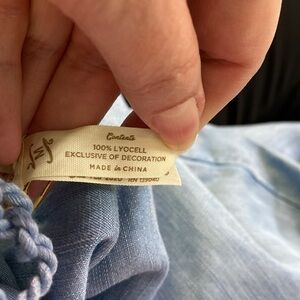 Contents
100% LYOCELL
EXCLUSIVE OF DECORATION
MADE in CHINA